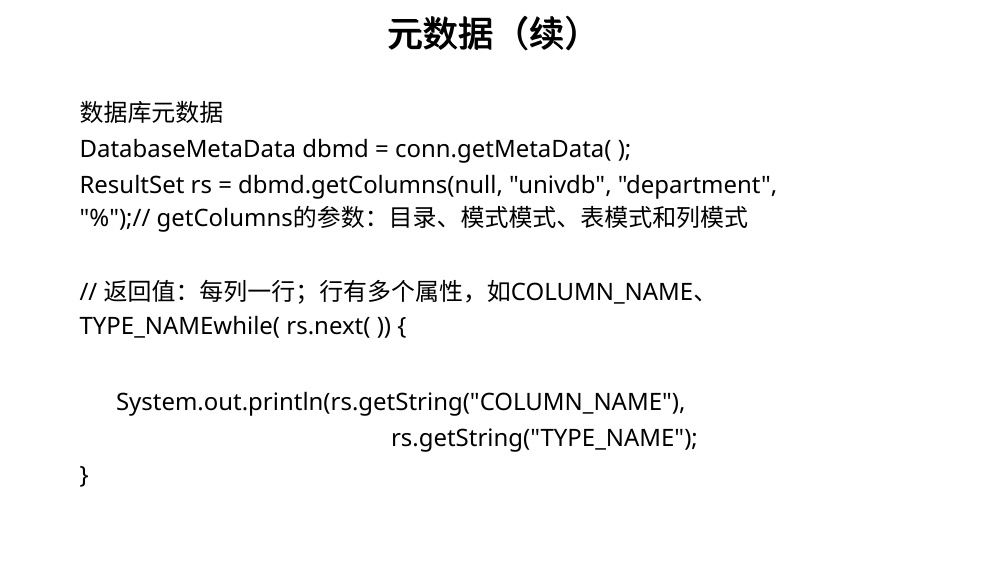 元数据（续）
数据库元数据
DatabaseMetaData dbmd = conn.getMetaData( );
ResultSet rs = dbmd.getColumns(null, "univdb", "department",
"%");// getColumns的参数：目录、模式模式、表模式和列模式
// 返回值：每列一行；行有多个属性，如COLUMN_NAME、
TYPE_NAMEwhile( rs.next( )) {
System.out.println(rs.getString("COLUMN_NAME"),
rs.getString("TYPE_NAME");
}